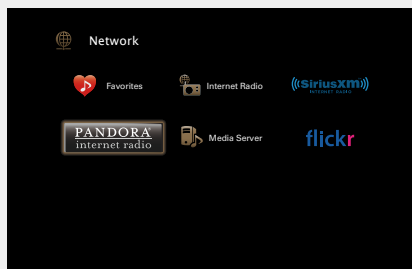 Network
Favorites
Internet Radio
((SiriusXM))
INTERNET RADIO
PANDORA®
internet radio
Media Server
flickr